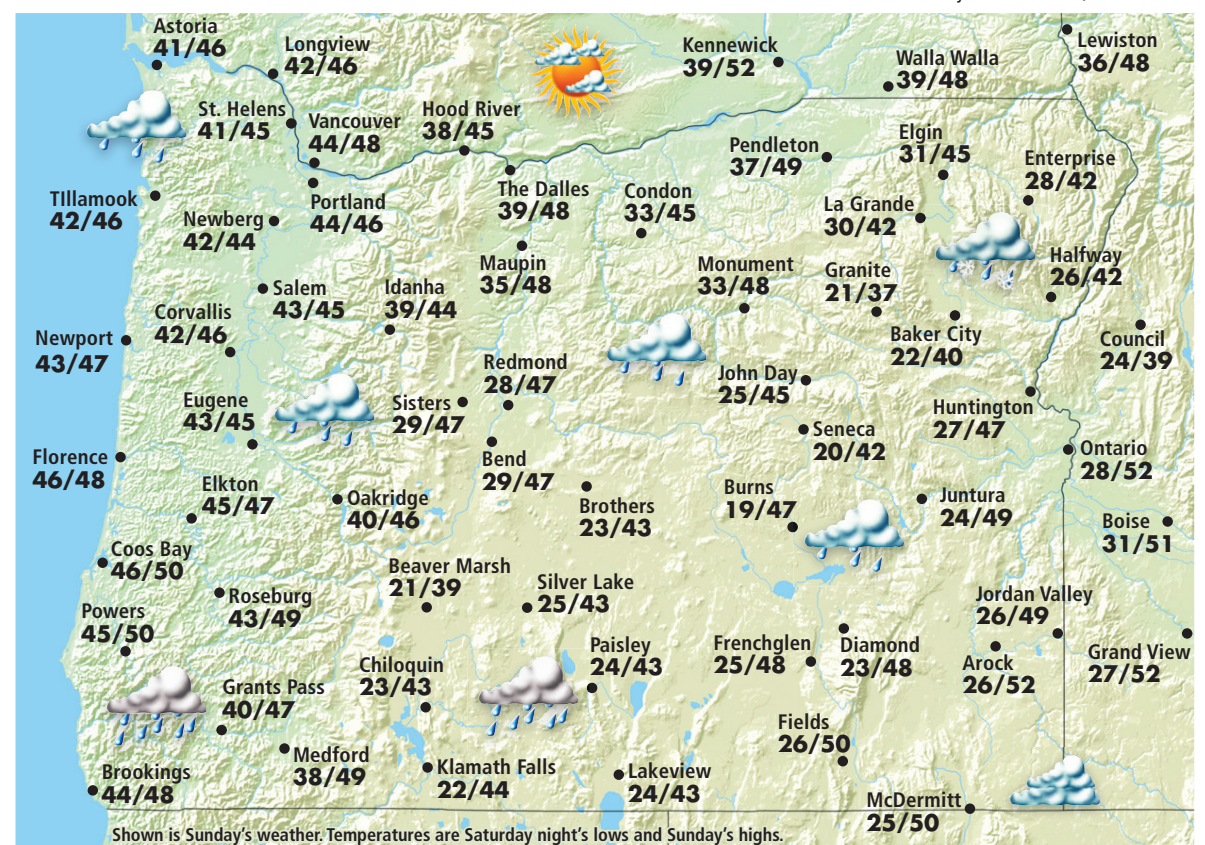 Astoria
41/46
Longview
42/46
Kennewick
39/52
Walla Walla
39/48
Lewiston
36/48
St. Helens
41/45
Vancouver
44/48
Hood River
38/45
Pendleton
37/49
Elgin
31/45
Enterprise
28/42
TIllamook
42/46
Newberg
42/44
Portland
44/46
The Dalles
39/48
Condon
33/45
La Grande
30/42
Maupin
35/48
Monument
33/48
Granite
21/37
Halfway
26/42
Salem
43/45
Idanha
39/44
Corvallis
42/46
Newport
43/47
Baker City
22/40
Council
24/39
Redmond
28/47
John Day
25/45
Eugene
43/45
Sisters
29/47
Huntington
27/47
Seneca
20/42
Florence
46/48
Bend
29/47
Ontario
28/52
Elkton
45/47
Oakridge
40/46
Brothers
23/43
Burns
19/47
Juntura
24/49
Boise
31/51
Coos Bay
46/50
Beaver Marsh
21/39
Silver Lake
25/43
Roseburg
43/49
Jordan Valley
26/49
Powers
45/50
Paisley
24/43
Frenchglen
25/48
Diamond
23/48
Arock
26/52
Grand View
27/52
Chiloquin
23/43
Grants Pass
40/47
Fields
26/50
Medford
38/49
Brookings
44/48
Klamath Falls
22/44
Lakeview
24/43
McDermitt
25/50
Shown is Sunday's weather. Temperatures are Saturday night's lows and Sunday's highs.